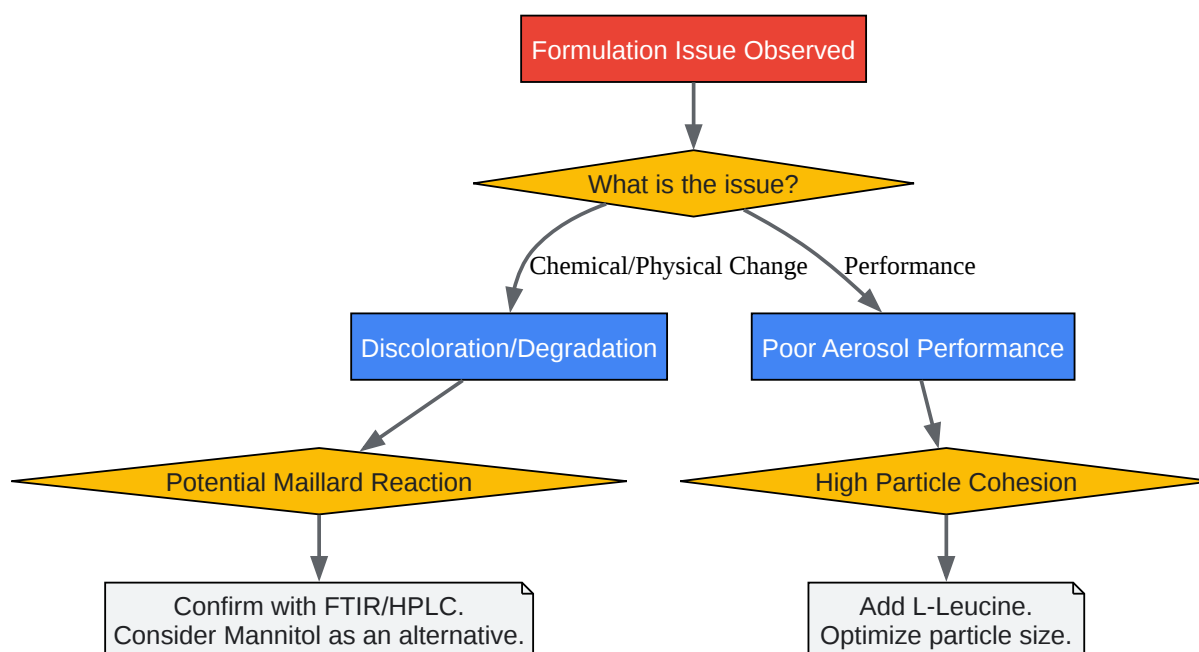 Formulation Issue Observed
What is the issue?
Chemical/Physical Change
Performance
Discoloration/Degradation
Poor Aerosol Performance
Potential Maillard Reaction
High Particle Cohesion
Confirm with FTIR/HPLC.
Consider Mannitol as an alternative.
Add L-Leucine.
Optimize particle size.